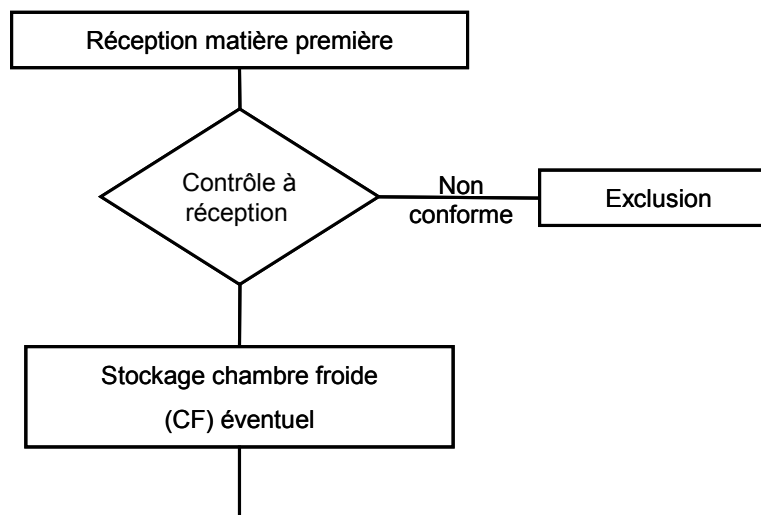 Réception matière première
Contrôle à
réception
Non
conforme
Exclusion
Stockage chambre froide
(CF) éventuel